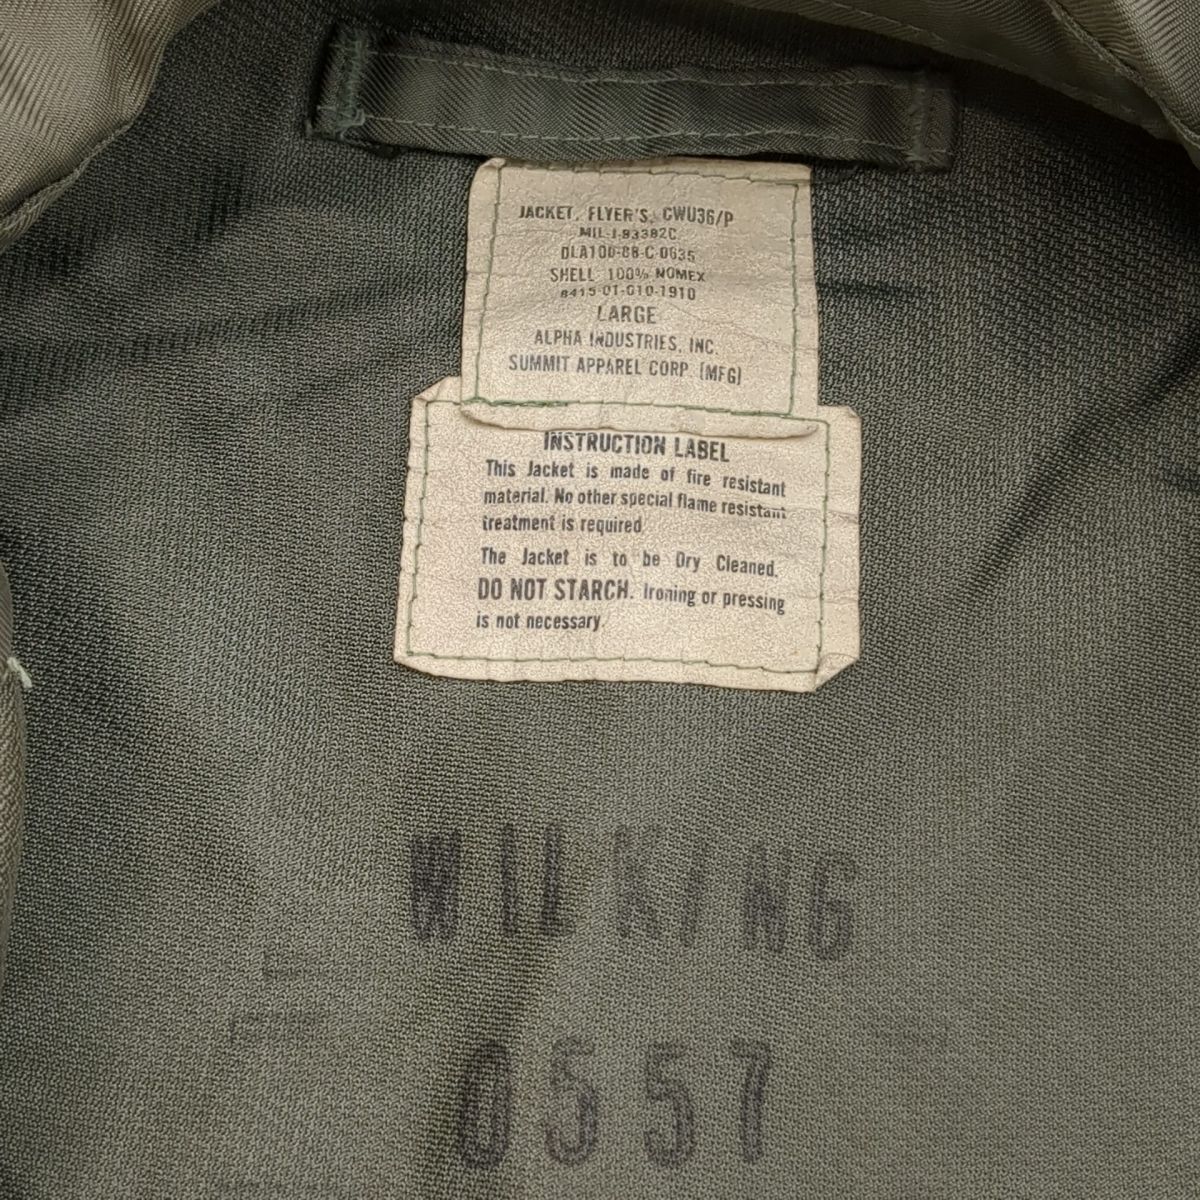 JACKET, FLYER'S, CWU36/P
MIL-J-83382C
DLA100-88-C-0635
SHELL 100% NOMEX
8415-01-010-1910
LARGE
ALPHA INDUSTRIES, INC.
SUMMIT APPAREL CORP. (MFG)
INSTRUCTION LABEL
This Jacket is made of fire resistant
material. No other special flame resistant
treatment is required.
The Jacket is to be Dry Cleaned.
DO NOT STARCH. Ironing or pressing
is not necessary.
WILKING
0557